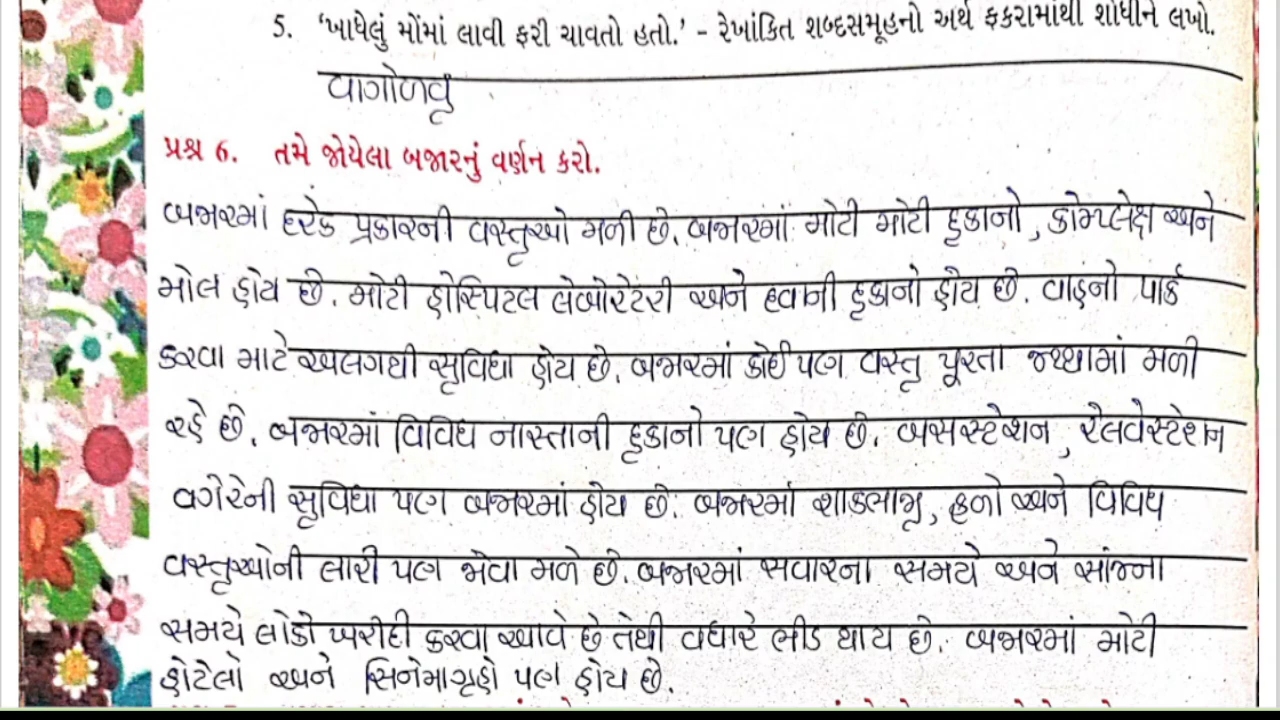 5. 'ખાધેલું મોંમાં લાવી ફરી ચાવતો હતો.' - રેખાંકિત શબ્દસમૂહનો અર્થ ફકરામાંથી શોધીને લખો.
વાગોળવું
પ્રશ્ન 6. તમે જોયેલા બજારનું વર્ણન કરો.
બજારમાં દરેક પ્રકારની વસ્તુઓ મળી છે. બજારમાં મોટી મોટી દુકાનો, કોમ્પ્લેક્ષ અને
મોલ હોય છે. મોટી હોસ્પિટલ લેબોરેટરી અને દવાની દુકાનો હોય છે. વાહનો પાર્ક
કરવા માટે અલગથી સુવિધા હોય છે. બજારમાં કોઈ પણ વસ્તુ પૂરતા જથ્થામાં મળી
રહે છે. બજારમાં વિવિધ નાસ્તાની દુકાનો પણ હોય છે. બસસ્ટેશન, રેલવેસ્ટેશન
વગેરેની સુવિધા પણ બજારમાં હોય છે. બજારમાં શાકભાજી, ફળો અને વિવિધ
વસ્તુઓની લારી પણ જોવા મળે છે. બજારમાં સવારના સમયે અને સાંજના
સમયે લોકો ખરીદી કરવા આવે છે તેથી વધારે ભીડ થાય છે. બજારમાં મોટી
હોટેલો અને સિનેમાગૃહો પણ હોય છે.